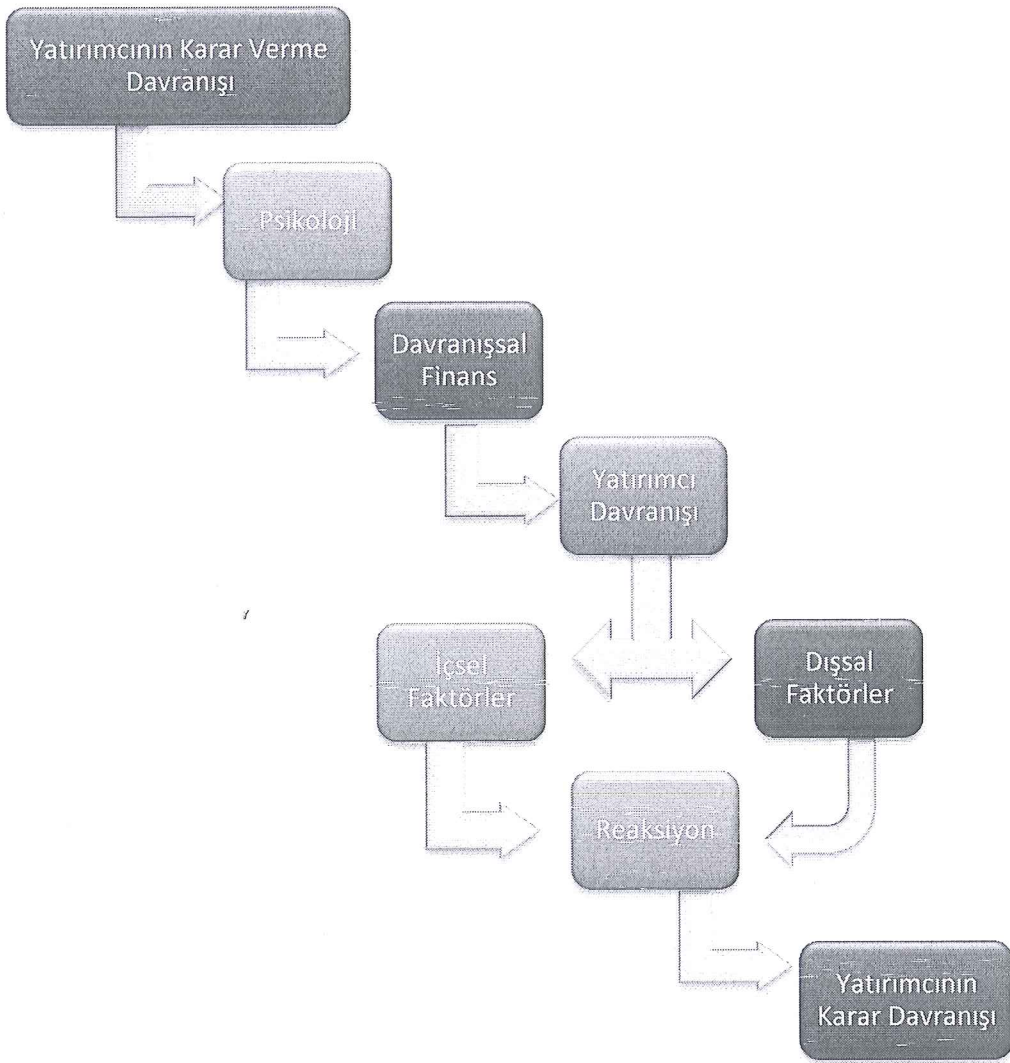 Yatırımcının Karar Verme
Davranışı
Psikoloji
Davranışsal
Finans
Yatırımcı
Davranışı
İçsel
Faktörler
Dışsal
Faktörler
Reaksiyon
Yatırımcının
Karar Davranışı